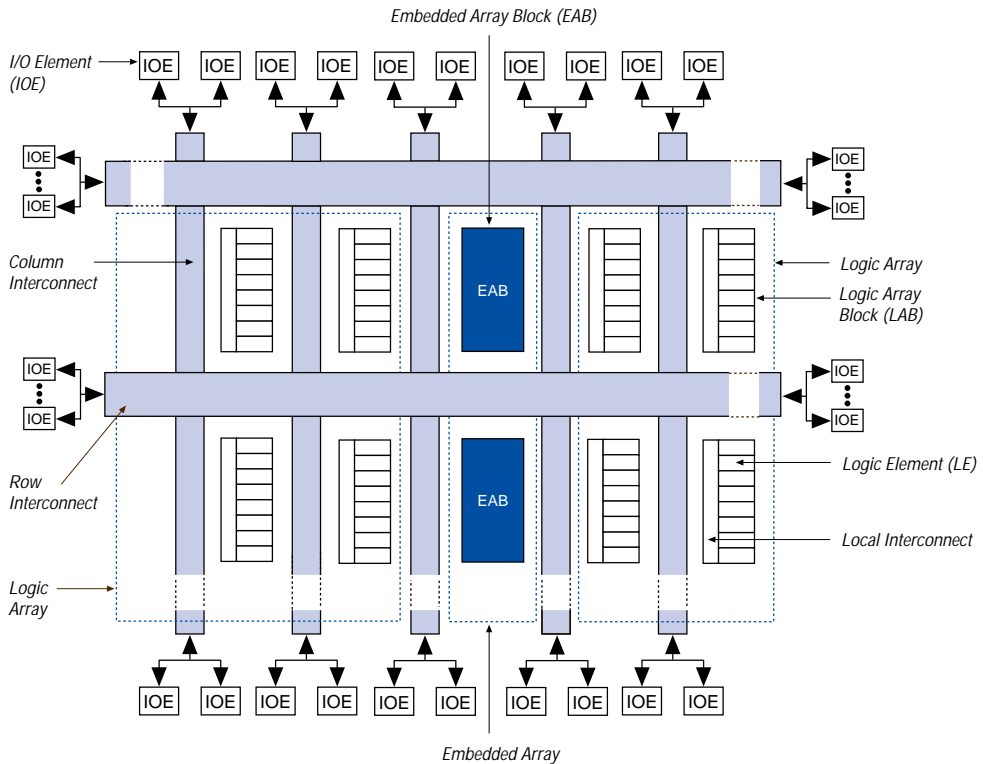 Embedded Array Block (EAB)
I/O Element
(IOE)
IOE IOE IOE IOE IOE IOE IOE IOE IOE IOE
IOE IOE
IOE IOE
Column
Interconnect
EAB
Logic Array
Logic Array
Block (LAB)
IOE IOE
IOE IOE
Row
Interconnect
EAB
Logic Element (LE)
Local Interconnect
Logic
Array
IOE IOE IOE IOE IOE IOE IOE IOE IOE IOE
Embedded Array